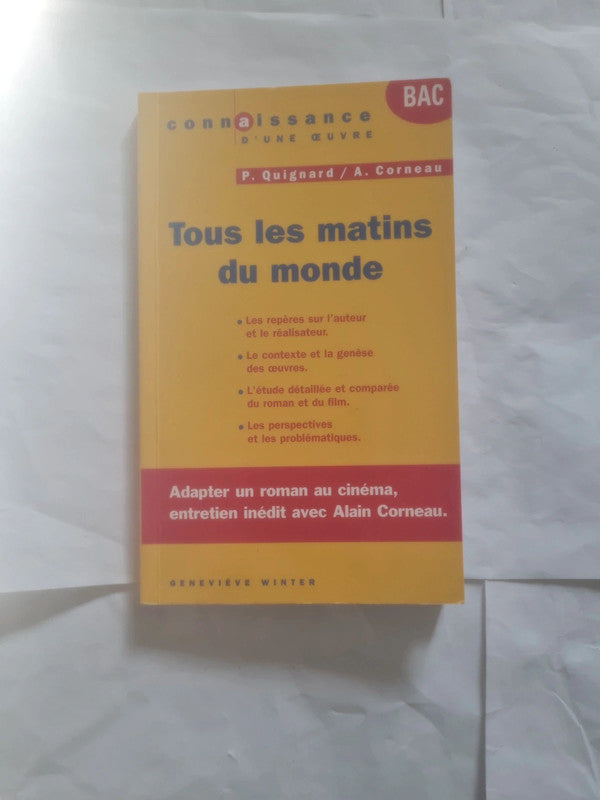 BAC
connaissance
D'UNE ŒUVRE
P. Quignard / A. Corneau
Tous les matins
du monde
• Les repères sur l'auteur
et le réalisateur.
• Le contexte et la genèse
des œuvres.
• L'étude détaillée et comparée
du roman et du film.
• Les perspectives
et les problématiques.
Adapter un roman au cinéma,
entretien inédit avec Alain Corneau.
GENEVIÈVE WINTER